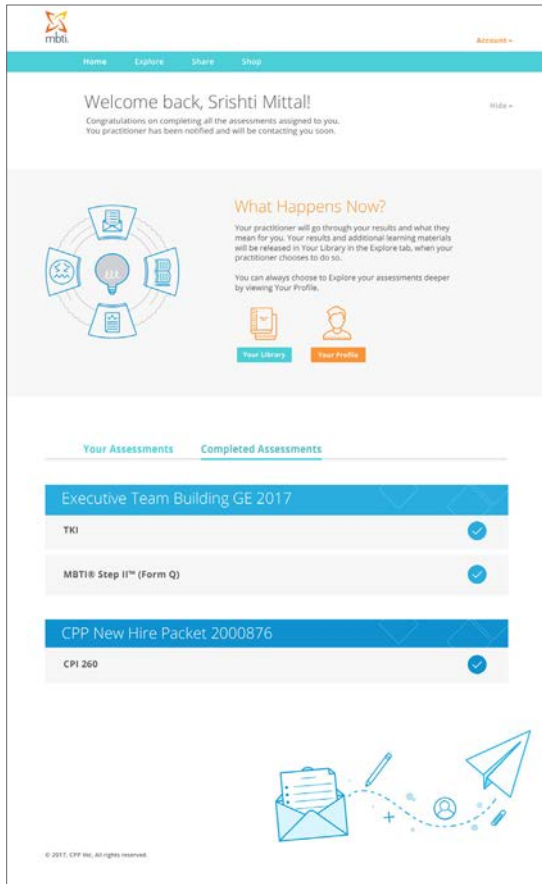 mbti.
Account
Home Explore Share Shop
Welcome back, Srishti Mittal!
Hide
Congratulations on completing all the assessments assigned to you.
You practitioner has been notified and will be contacting you soon.
What Happens Now?
Your practitioner will go through your results and what they
mean for you. Your results and additional learning materials
will be released in Your Library in the Explore tab, when your
practitioner chooses to do so.
You can always choose to Explore your assessments deeper
by viewing Your Profile.
Your Library Your Profile
Your Assessments Completed Assessments
Executive Team Building GE 2017
TKI
MBTI® Step II™ (Form Q)
CPP New Hire Packet 2000876
CPI 260
© 2017, CPP Inc, All rights reserved.